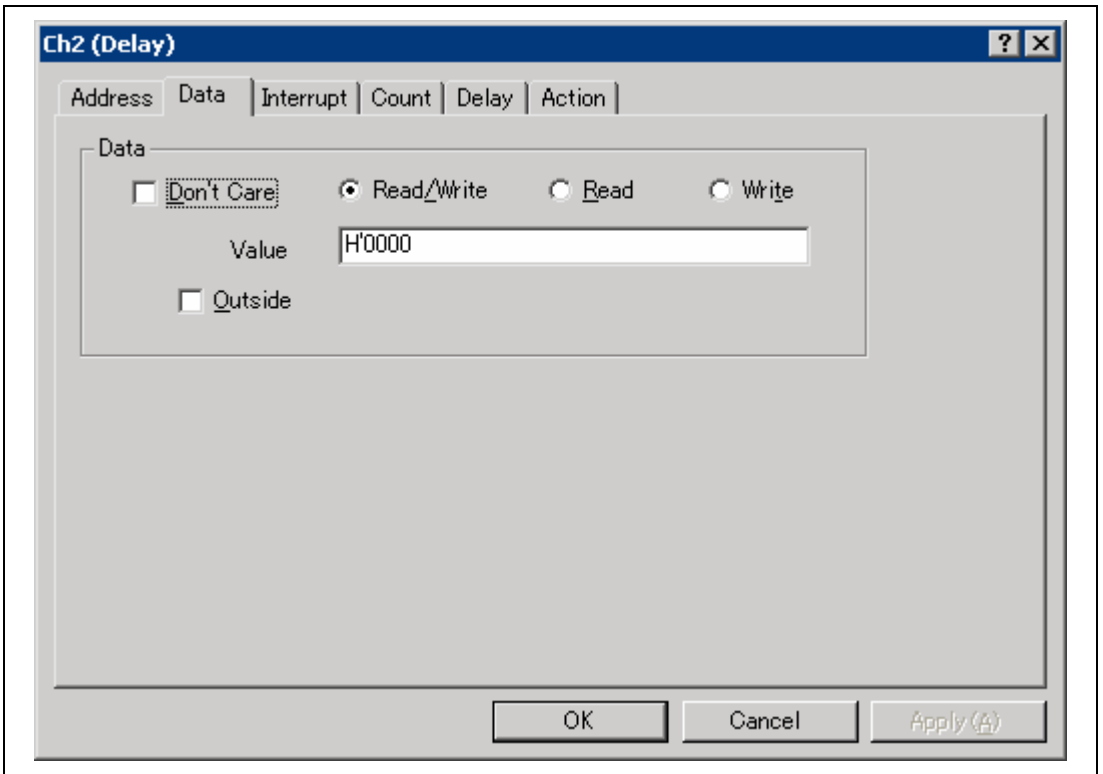 Ch2 (Delay)
Address Data Interrupt Count Delay Action
Data
Don't Care Read/Write Read Write
Value H'0000
Outside
OK Cancel Apply(A)